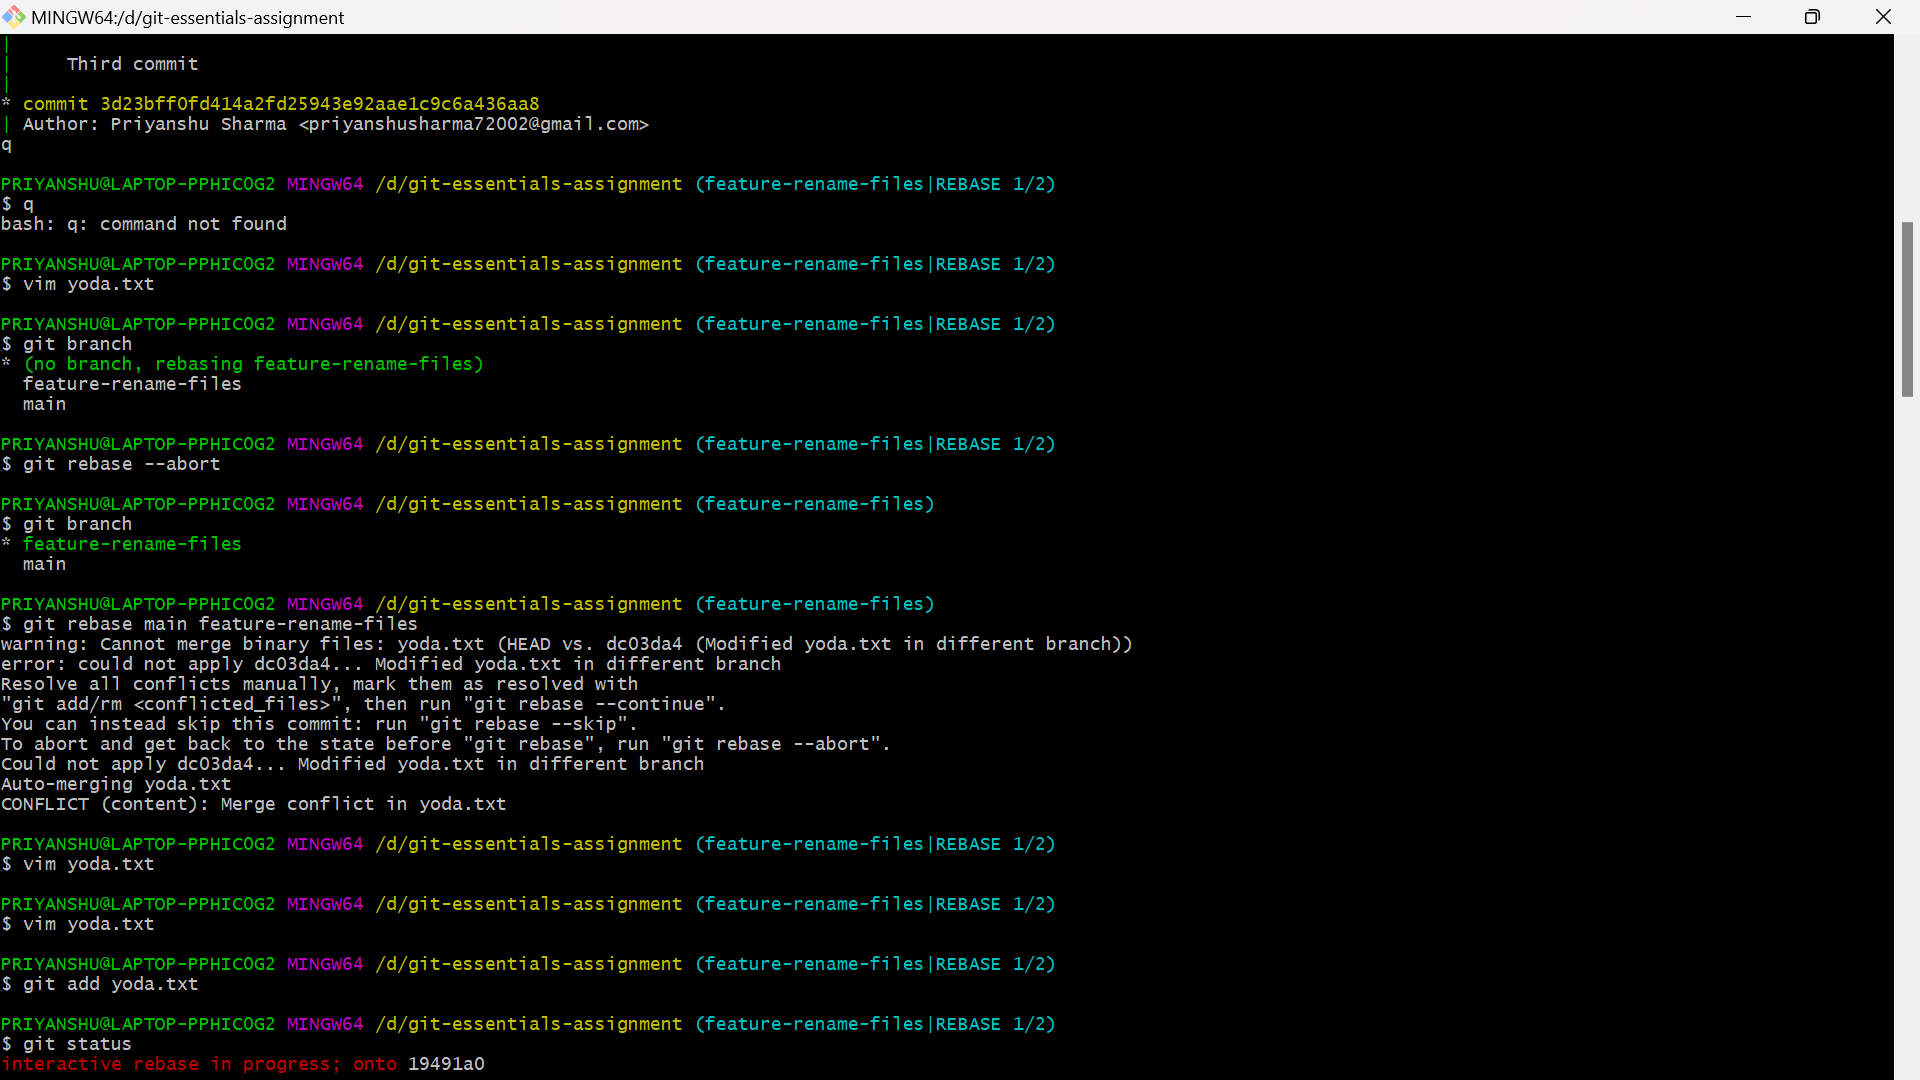 MINGW64:/d/git-essentials-assignment
|
|     Third commit
|
* commit 3d23bff0fd414a2fd25943e92aae1c9c6a436aa8
| Author: Priyanshu Sharma <priyanshusharma72002@gmail.com>
q
PRIYANSHU@LAPTOP-PPHICOG2 MINGW64 /d/git-essentials-assignment (feature-rename-files|REBASE 1/2)
$ q
bash: q: command not found
PRIYANSHU@LAPTOP-PPHICOG2 MINGW64 /d/git-essentials-assignment (feature-rename-files|REBASE 1/2)
$ vim yoda.txt
PRIYANSHU@LAPTOP-PPHICOG2 MINGW64 /d/git-essentials-assignment (feature-rename-files|REBASE 1/2)
$ git branch
* (no branch, rebasing feature-rename-files)
  feature-rename-files
  main
PRIYANSHU@LAPTOP-PPHICOG2 MINGW64 /d/git-essentials-assignment (feature-rename-files|REBASE 1/2)
$ git rebase --abort
PRIYANSHU@LAPTOP-PPHICOG2 MINGW64 /d/git-essentials-assignment (feature-rename-files)
$ git branch
* feature-rename-files
  main
PRIYANSHU@LAPTOP-PPHICOG2 MINGW64 /d/git-essentials-assignment (feature-rename-files)
$ git rebase main feature-rename-files
warning: Cannot merge binary files: yoda.txt (HEAD vs. dc03da4 (Modified yoda.txt in different branch))
error: could not apply dc03da4... Modified yoda.txt in different branch
Resolve all conflicts manually, mark them as resolved with
"git add/rm <conflicted_files>", then run "git rebase --continue".
You can instead skip this commit: run "git rebase --skip".
To abort and get back to the state before "git rebase", run "git rebase --abort".
Could not apply dc03da4... Modified yoda.txt in different branch
Auto-merging yoda.txt
CONFLICT (content): Merge conflict in yoda.txt
PRIYANSHU@LAPTOP-PPHICOG2 MINGW64 /d/git-essentials-assignment (feature-rename-files|REBASE 1/2)
$ vim yoda.txt
PRIYANSHU@LAPTOP-PPHICOG2 MINGW64 /d/git-essentials-assignment (feature-rename-files|REBASE 1/2)
$ vim yoda.txt
PRIYANSHU@LAPTOP-PPHICOG2 MINGW64 /d/git-essentials-assignment (feature-rename-files|REBASE 1/2)
$ git add yoda.txt
PRIYANSHU@LAPTOP-PPHICOG2 MINGW64 /d/git-essentials-assignment (feature-rename-files|REBASE 1/2)
$ git status
interactive rebase in progress; onto 19491a0